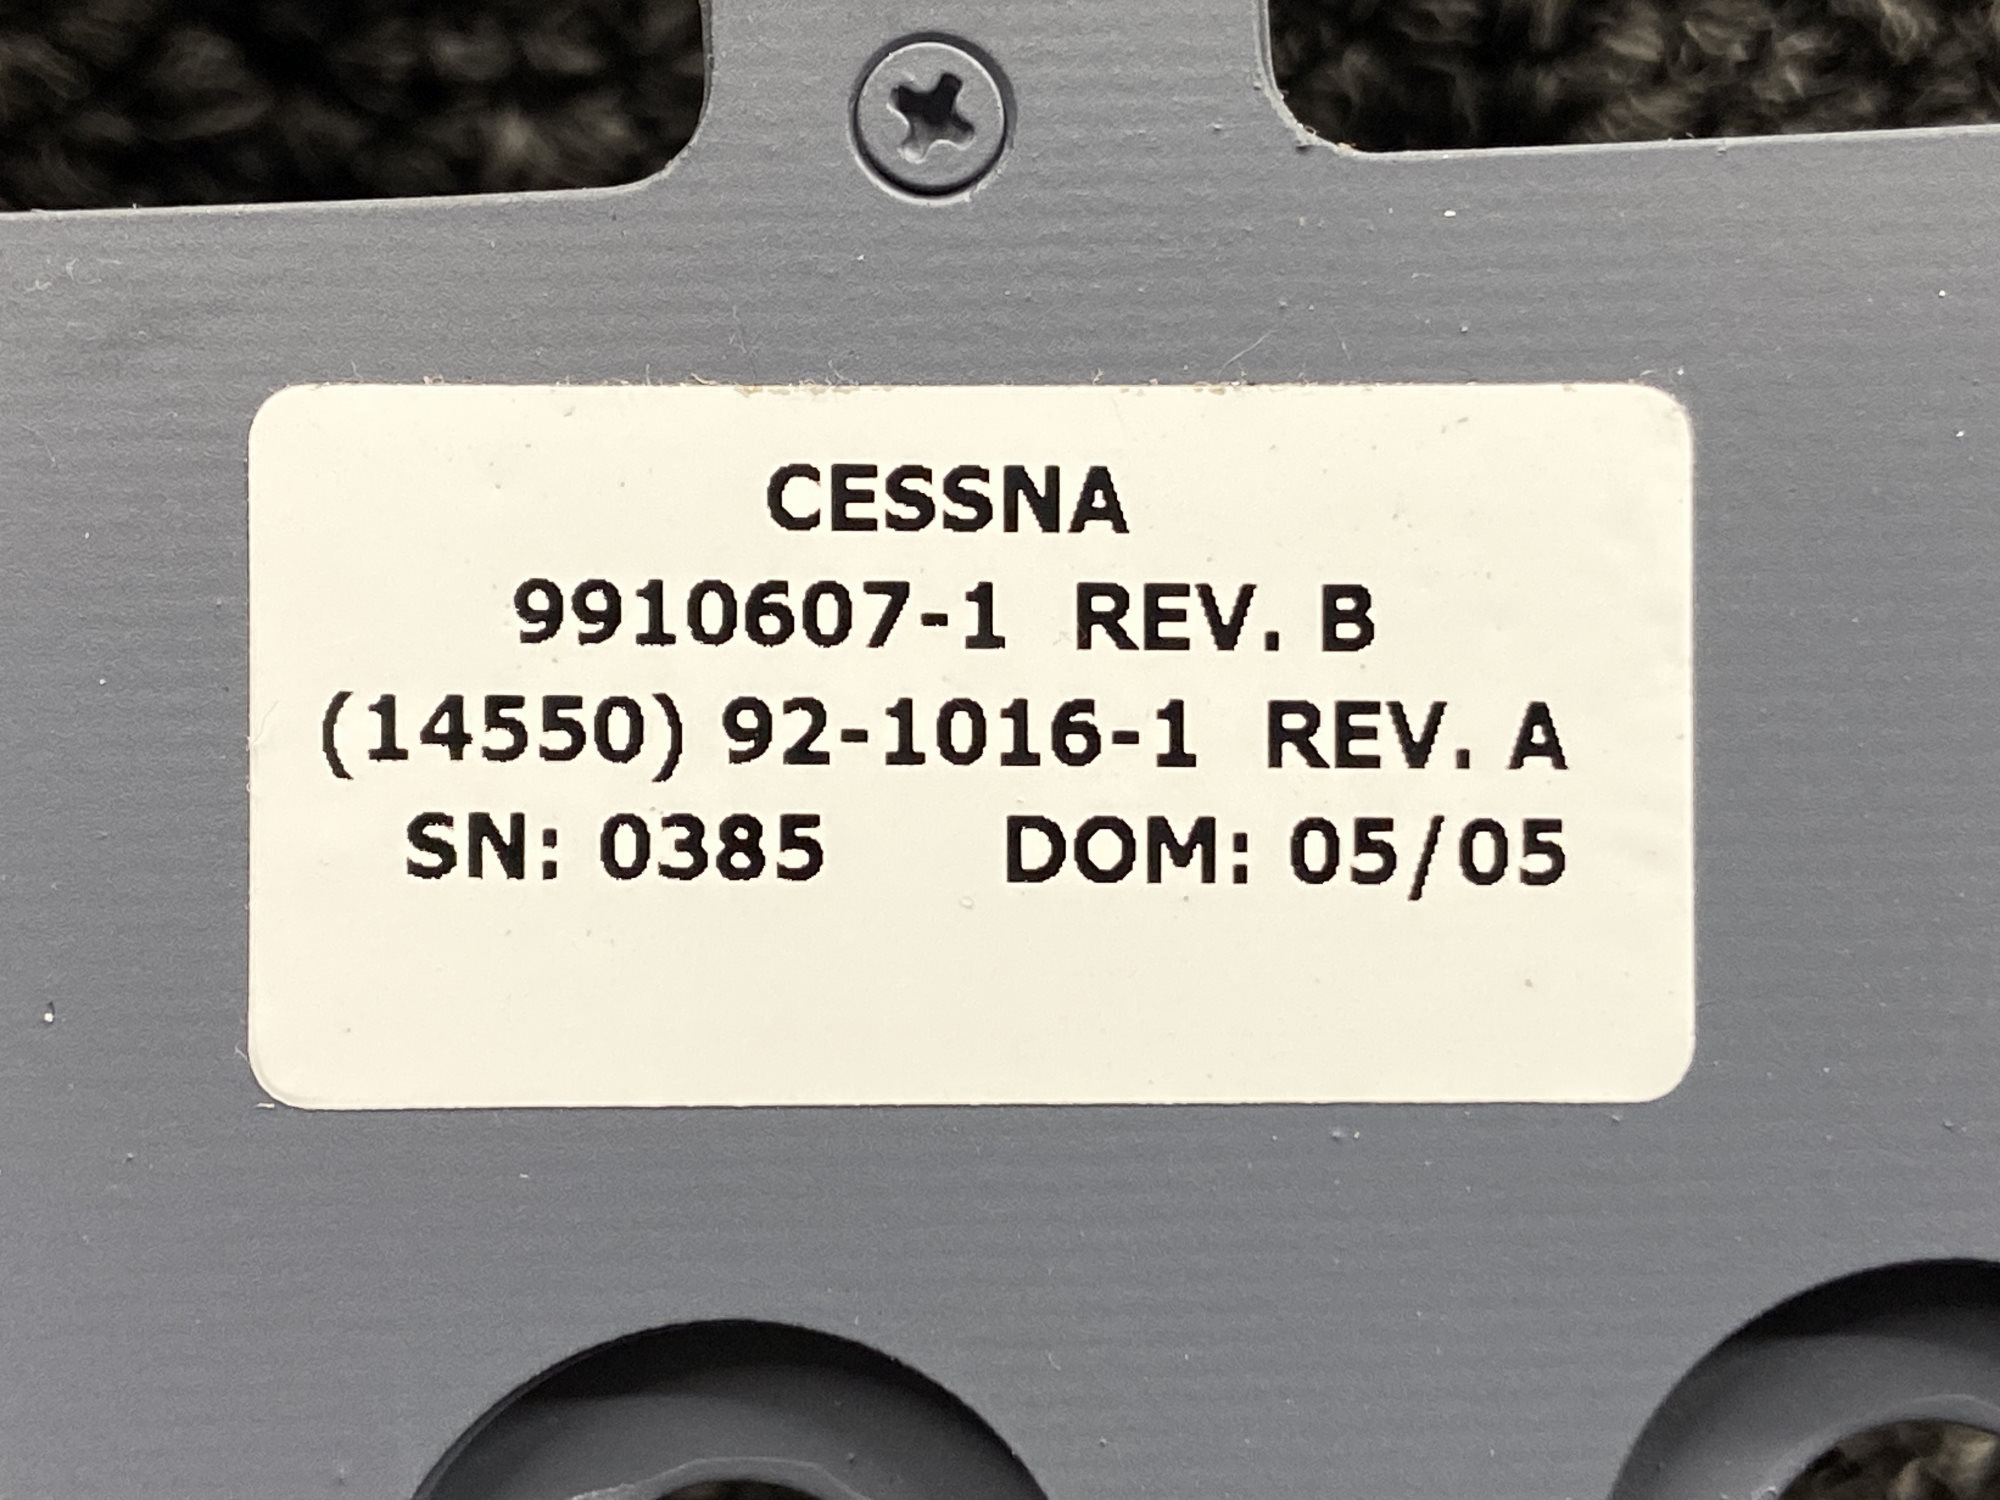 CESSNA
9910607-1 REV. B
(14550) 92-1016-1 REV. A
SN: 0385 DOM: 05/05